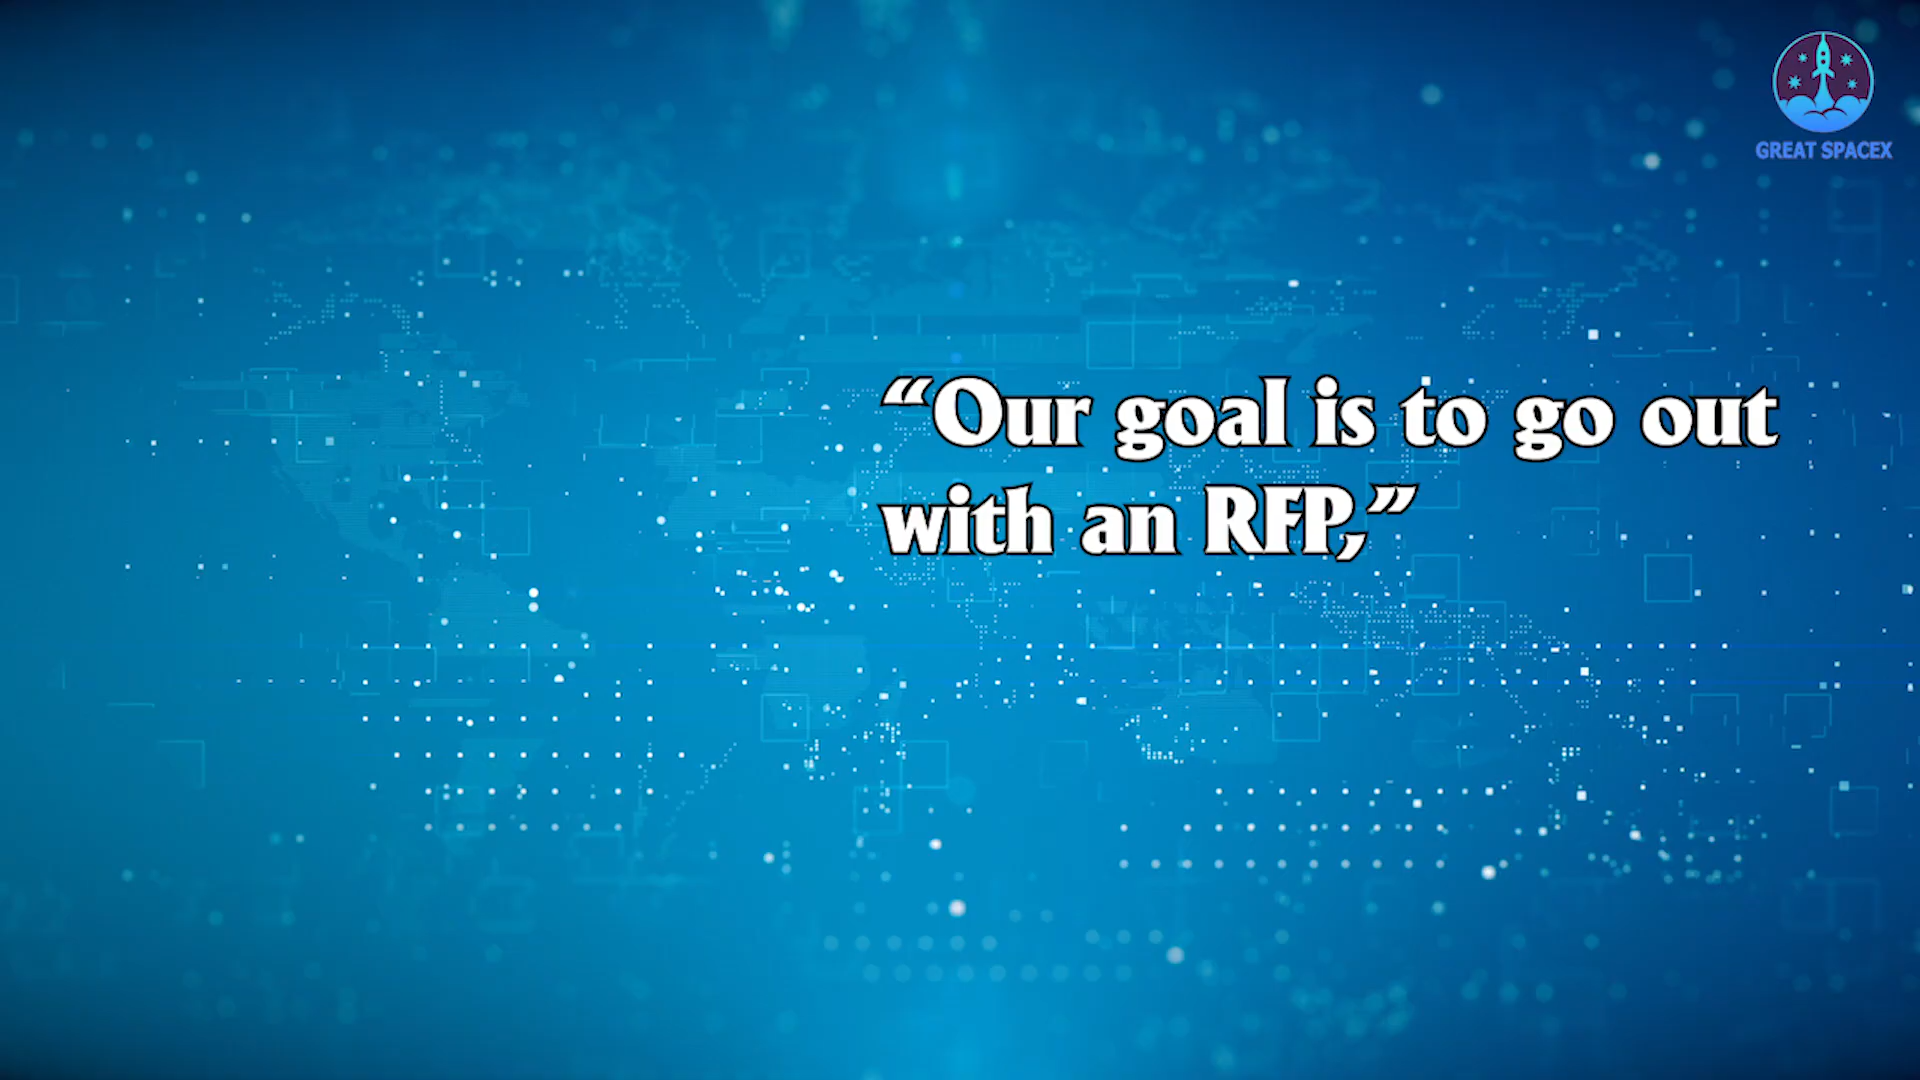 GREAT SPACEX
“Our goal is to go out
with an RFP,”